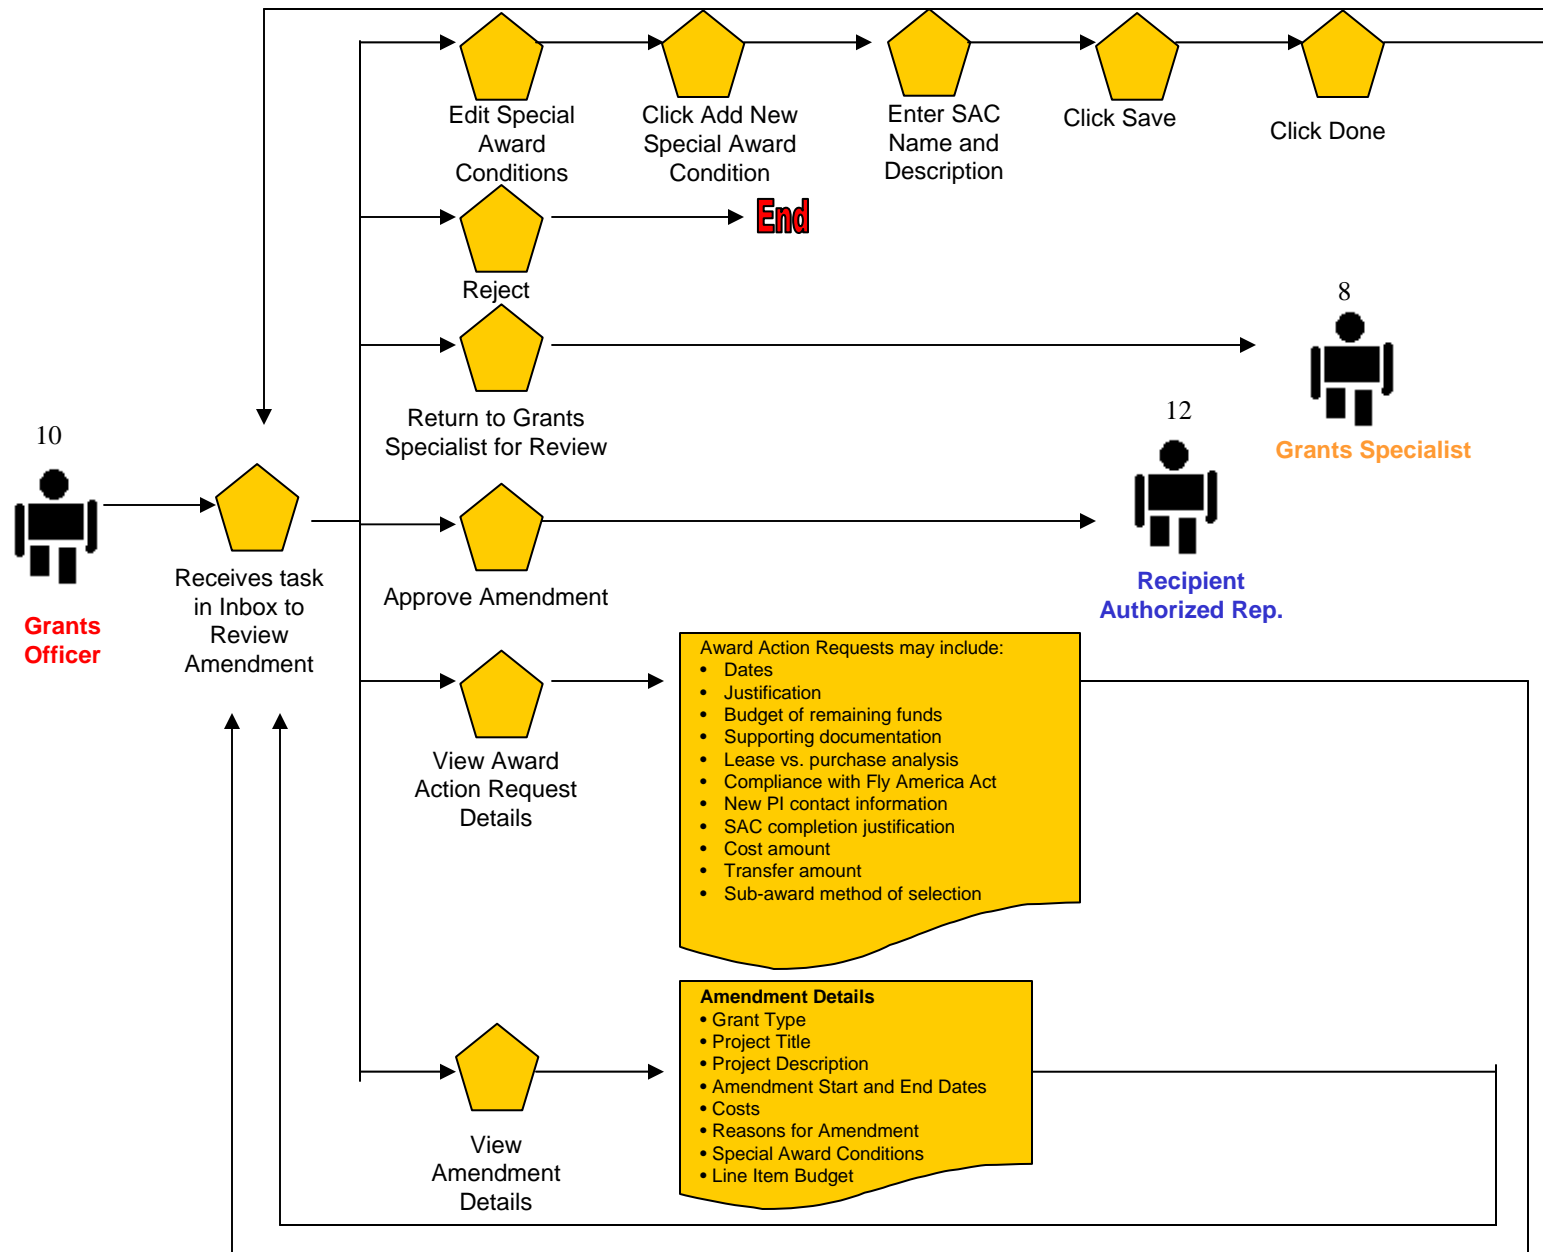 Edit Special
Award
Conditions
Click Add New
Special Award
Condition
Enter SAC
Name and
Description
Click Save
Click Done
Reject
End
Return to Grants
Specialist for Review
8
Grants Specialist
10
Grants
Officer
Receives task
in Inbox to
Review
Amendment
Approve Amendment
12
Recipient
Authorized Rep.
View Award
Action Request
Details
Award Action Requests may include:
• Dates
• Justification
• Budget of remaining funds
• Supporting documentation
• Lease vs. purchase analysis
• Compliance with Fly America Act
• New PI contact information
• SAC completion justification
• Cost amount
• Transfer amount
• Sub-award method of selection
View
Amendment
Details
Amendment Details
• Grant Type
• Project Title
• Project Description
• Amendment Start and End Dates
• Costs
• Reasons for Amendment
• Special Award Conditions
• Line Item Budget